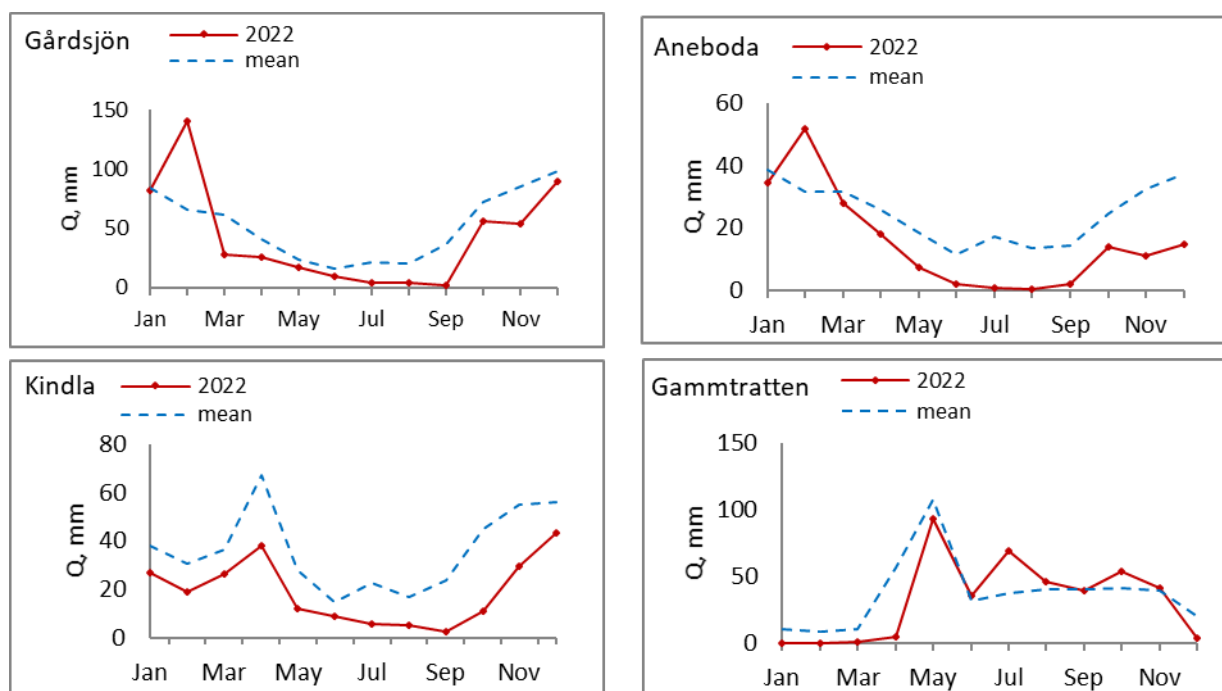 Gårdsjön
2022
mean
Q, mm
150
100
50
0
Jan Mar May Jul Sep Nov
Aneboda
2022
mean
Q, mm
60
40
20
0
Jan Mar May Jul Sep Nov
Kindla
2022
mean
Q, mm
80
60
40
20
0
Jan Mar May Jul Sep Nov
Gammtratten
2022
mean
Q, mm
150
100
50
0
Jan Mar May Jul Sep Nov